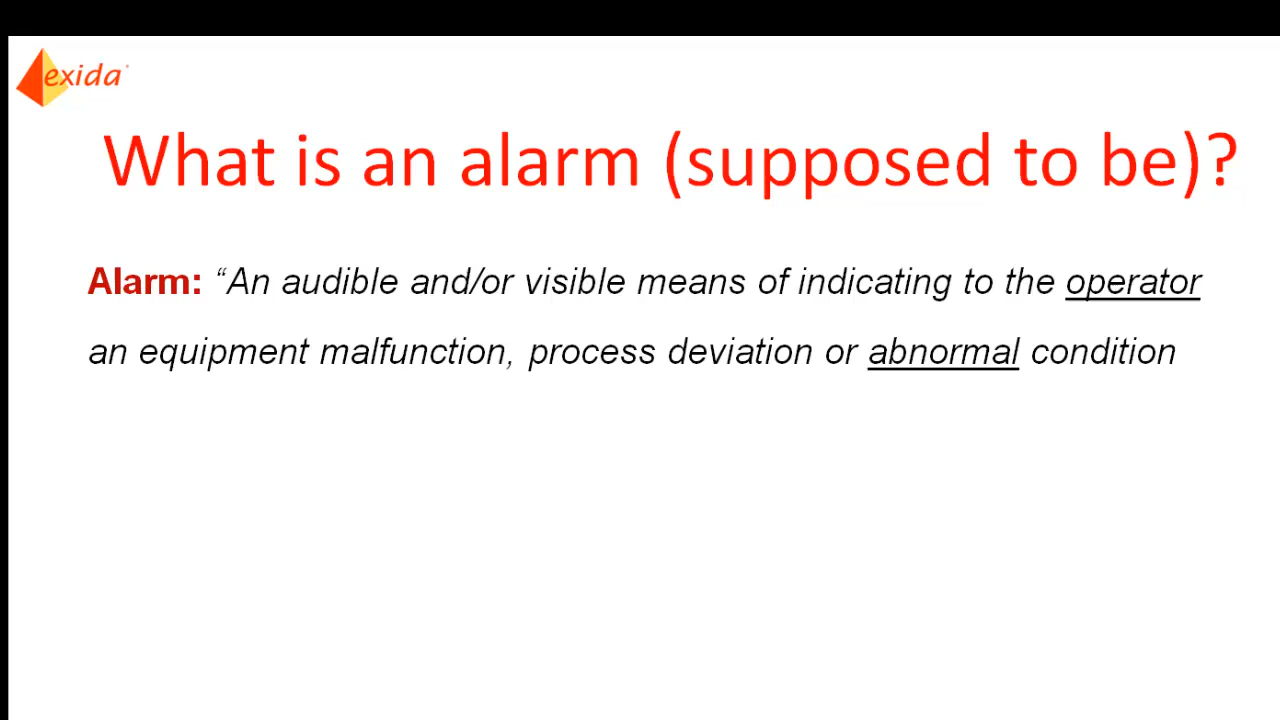 exida
What is an alarm (supposed to be)?
Alarm: “An audible and/or visible means of indicating to the operator
an equipment malfunction, process deviation or abnormal condition